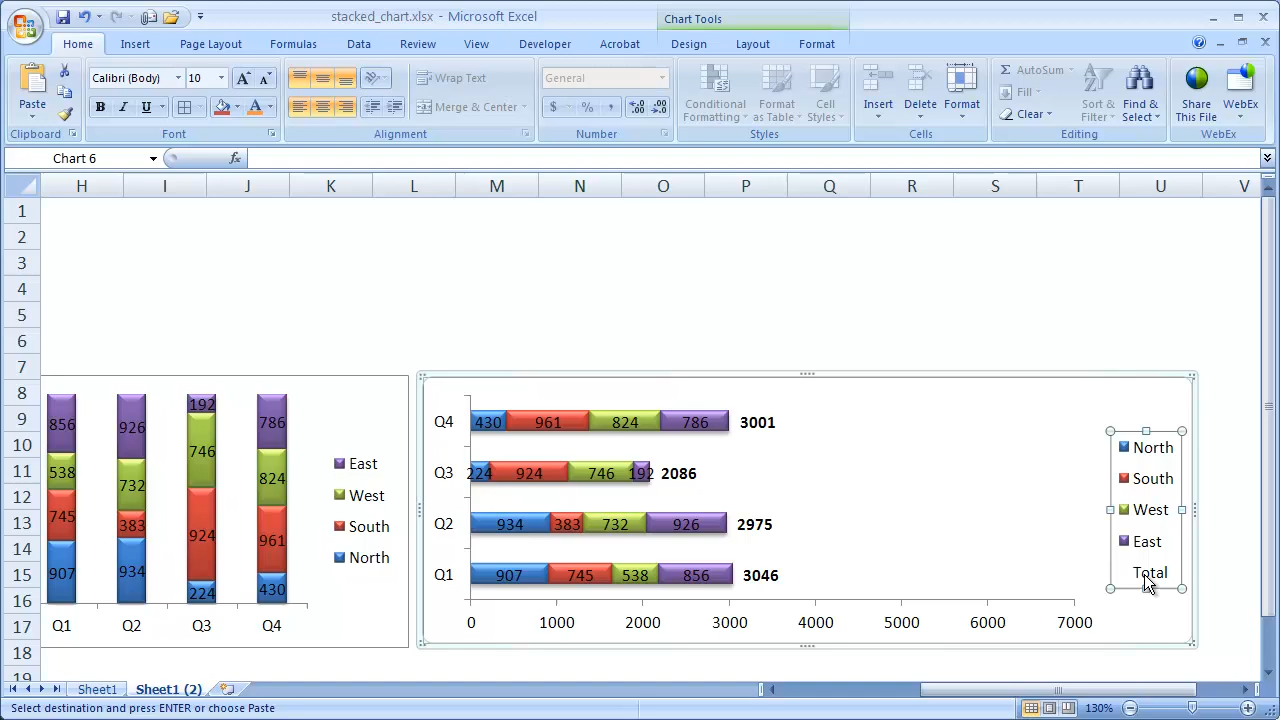 stacked_chart.xlsx - Microsoft Excel
Chart Tools
Home Insert Page Layout Formulas Data Review View Developer Acrobat Design Layout Format
Paste
Clipboard
Calibri (Body) 10
B I U
Font
Wrap Text
Merge & Center
Alignment
General
$ % ,
Number
Conditional Formatting
Format as Table
Cell Styles
Styles
Insert Delete Format
Cells
AutoSum
Fill
Clear
Sort & Filter
Find & Select
Editing
Share This File
WebEx
WebEx
Chart 6
fx
H I J K L M N O P Q R S T U V
1
2
3
4
5
6
7
8
9
10
11
12
13
14
15
16
17
18
19
856 926 192 786
538 732 746 824
745 383 924 961
907 934 224 430
Q1 Q2 Q3 Q4
East
West
South
North
Q4 430 961 824 786 3001
Q3 224 924 746 192 2086
Q2 934 383 732 926 2975
Q1 907 745 538 856 3046
0 1000 2000 3000 4000 5000 6000 7000
North
South
West
East
Total
Sheet1 Sheet1 (2)
Select destination and press ENTER or choose Paste
130%